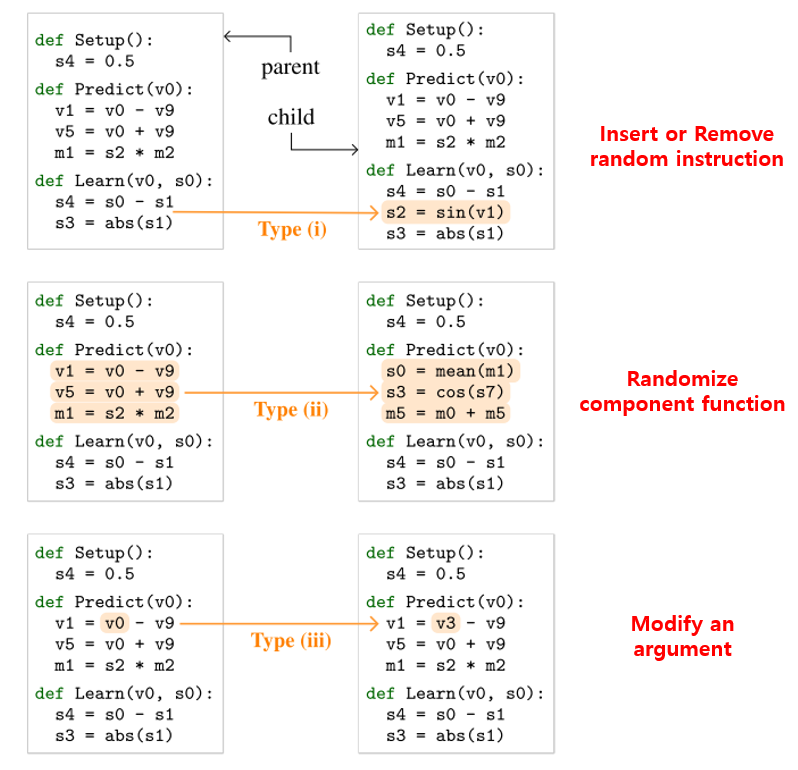 def Setup():
s4 = 0.5
def Predict(v0):
v1 = v0 - v9
v5 = v0 + v9
m1 = s2 * m2
def Learn(v0, s0):
s4 = s0 - s1
s3 = abs(s1)
parent
child
Type (i)
def Setup():
s4 = 0.5
def Predict(v0):
v1 = v0 - v9
v5 = v0 + v9
m1 = s2 * m2
def Learn(v0, s0):
s4 = s0 - s1
s2 = sin(v1)
s3 = abs(s1)
Insert or Remove
random instruction
def Setup():
s4 = 0.5
def Predict(v0):
v1 = v0 - v9
v5 = v0 + v9
m1 = s2 * m2
def Learn(v0, s0):
s4 = s0 - s1
s3 = abs(s1)
Type (ii)
def Setup():
s4 = 0.5
def Predict(v0):
s0 = mean(m1)
s3 = cos(s7)
m5 = m0 + m5
def Learn(v0, s0):
s4 = s0 - s1
s3 = abs(s1)
Randomize
component function
def Setup():
s4 = 0.5
def Predict(v0):
v1 = v0 - v9
v5 = v0 + v9
m1 = s2 * m2
def Learn(v0, s0):
s4 = s0 - s1
s3 = abs(s1)
Type (iii)
def Setup():
s4 = 0.5
def Predict(v0):
v1 = v3 - v9
v5 = v0 + v9
m1 = s2 * m2
def Learn(v0, s0):
s4 = s0 - s1
s3 = abs(s1)
Modify an
argument